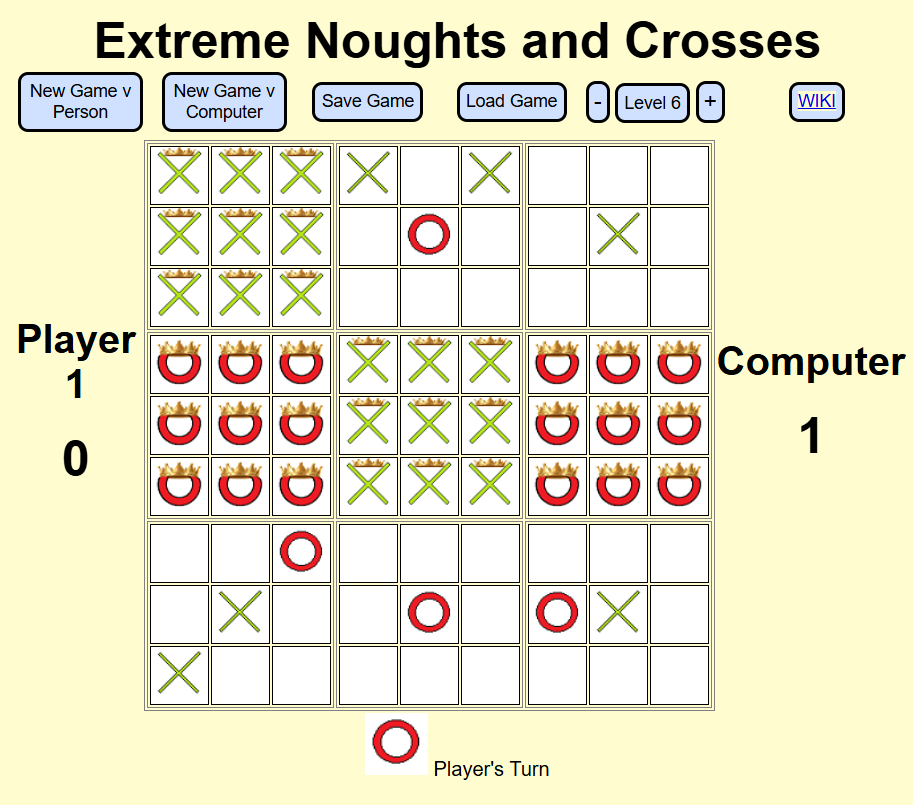 Extreme Noughts and Crosses
New Game v
Person
New Game v
Computer
Save Game
Load Game
-
Level 6
+
WIKI
Player
1
0
Computer
1
Player's Turn